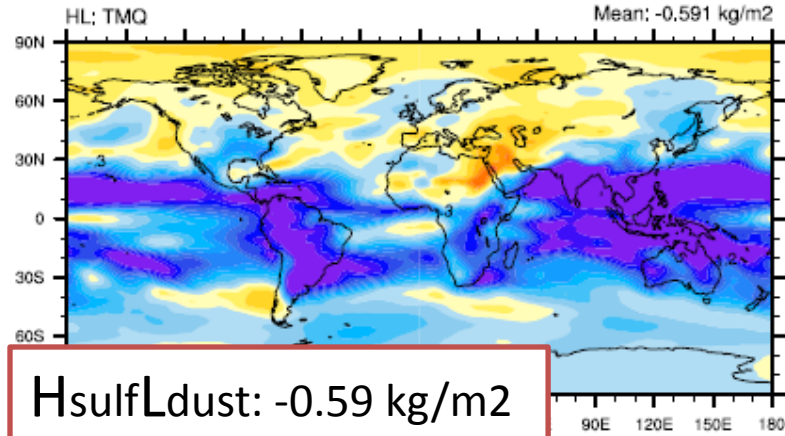 HL: TMQ Mean: -0.591 kg/m2
90N
60N
30N
0
30S
60S
.3
3
HsulfLdust: -0.59 kg/m2
90E 120E 150E 180